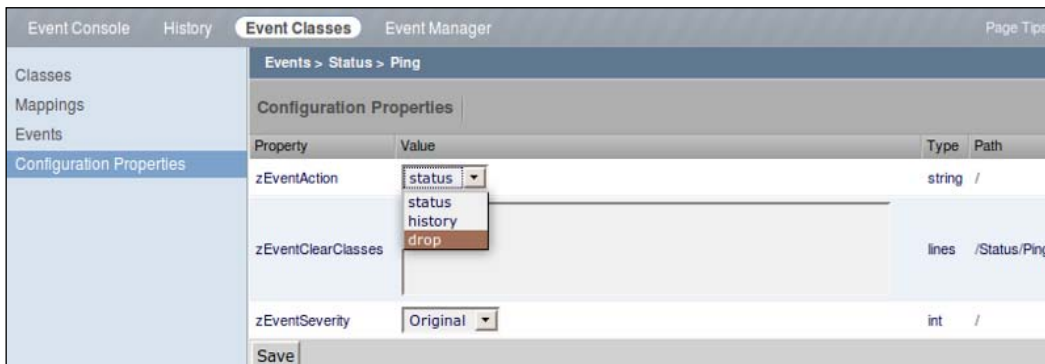 Event Console History Event Classes Event Manager Page Tips
Classes
Mappings
Events
Configuration Properties
Events > Status > Ping
Configuration Properties
Property Value Type Path
zEventAction status string /
status
history
drop
zEventClearClasses lines /Status/Ping
zEventSeverity Original int /
Save